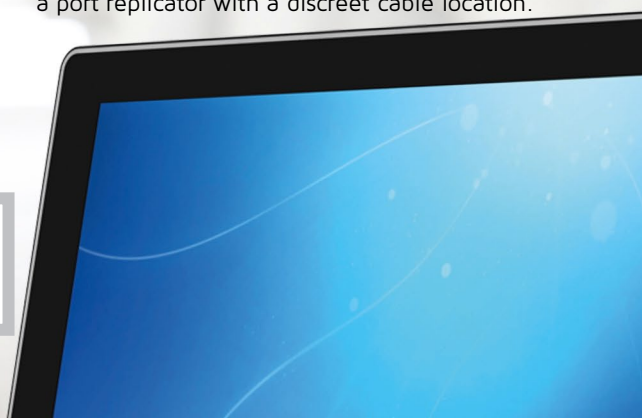 a port replicator with a discreet cable location.